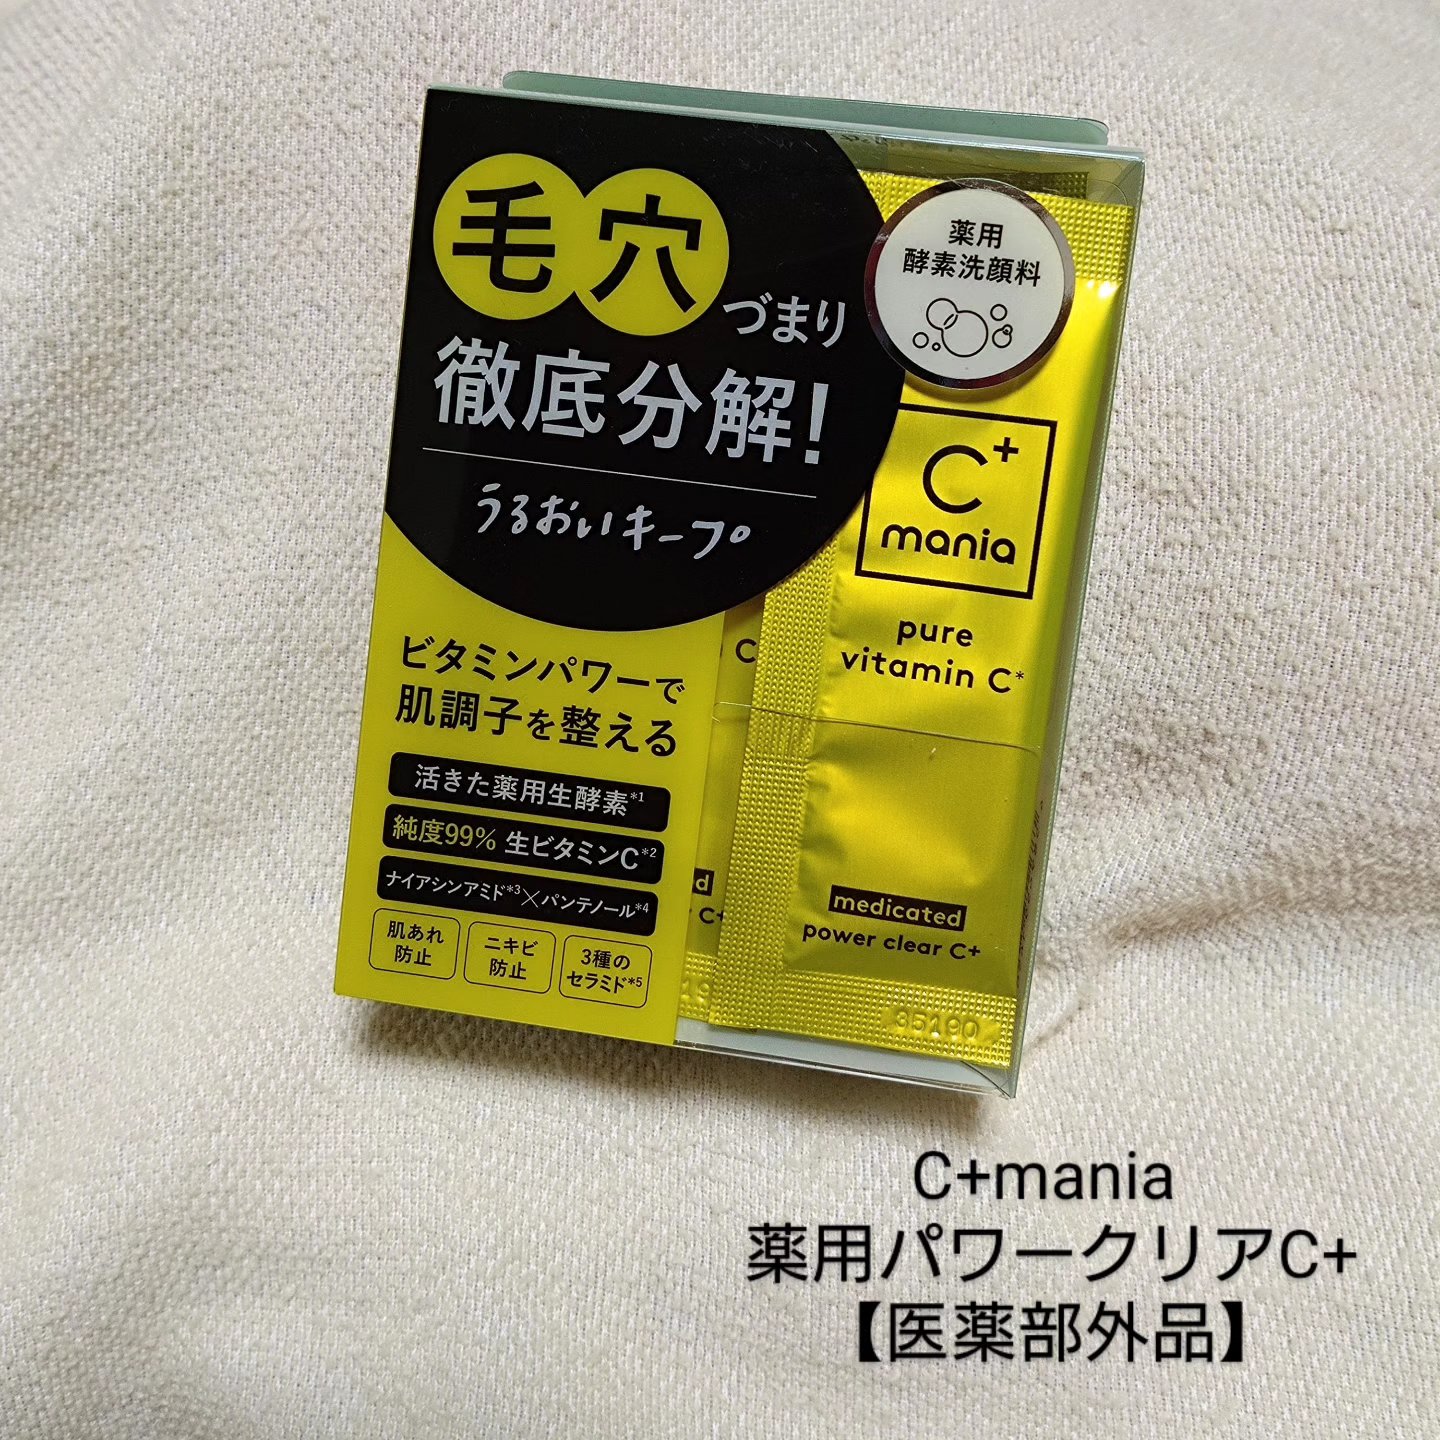 毛穴づまり
徹底分解!
うるおいキープ
ビタミンパワーで
肌調子を整える
活きた薬用生酵素*1
純度99% 生ビタミンC*2
ナイアシンアミド*3×パンテノール*4
肌あれ
防止
ニキビ
防止
3種の
セラミド*5
薬用
酵素洗顔料
C+
mania
pure
vitamin C*
medicated
power clear C+
C
d
C+
C+mania
薬用パワークリアC+
【医薬部外品】